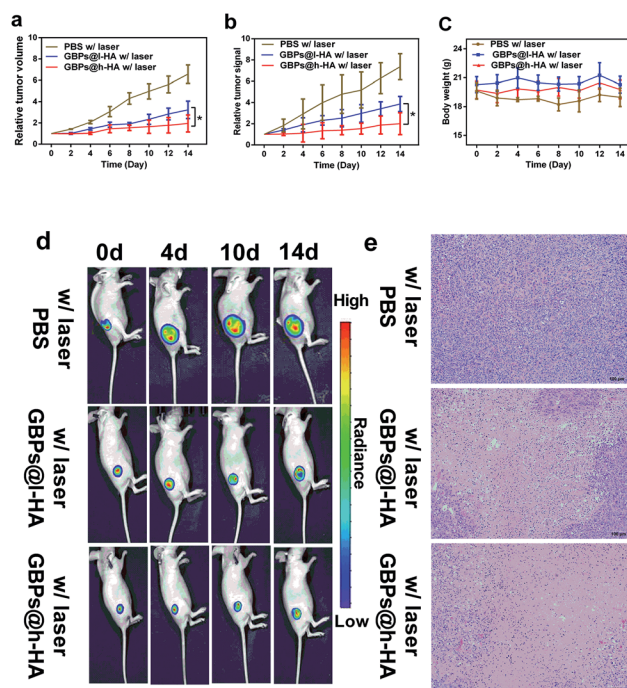 a
PBS w/ laser
GBPs@l-HA w/ laser
GBPs@h-HA w/ laser
Relative tumor volume
10
8
6
4
2
0
*
0 2 4 6 8 10 12 14
Time (Day)
b
PBS w/ laser
GBPs@l-HA w/ laser
GBPs@h-HA w/ laser
Relative tumor signal
10
8
6
4
2
0
*
0 2 4 6 8 10 12 14
Time (Day)
c
PBS w/ laser
GBPs@l-HA w/ laser
GBPs@h-HA w/ laser
Body weight (g)
27
24
21
18
15
0 2 4 6 8 10 12 14
Time (Day)
d
0d 4d 10d 14d
w/ laser
PBS
w/ laser
GBPs@l-HA
w/ laser
GBPs@h-HA
High
Radiance
Low
e
w/ laser
PBS
w/ laser
GBPs@l-HA
w/ laser
GBPs@h-HA